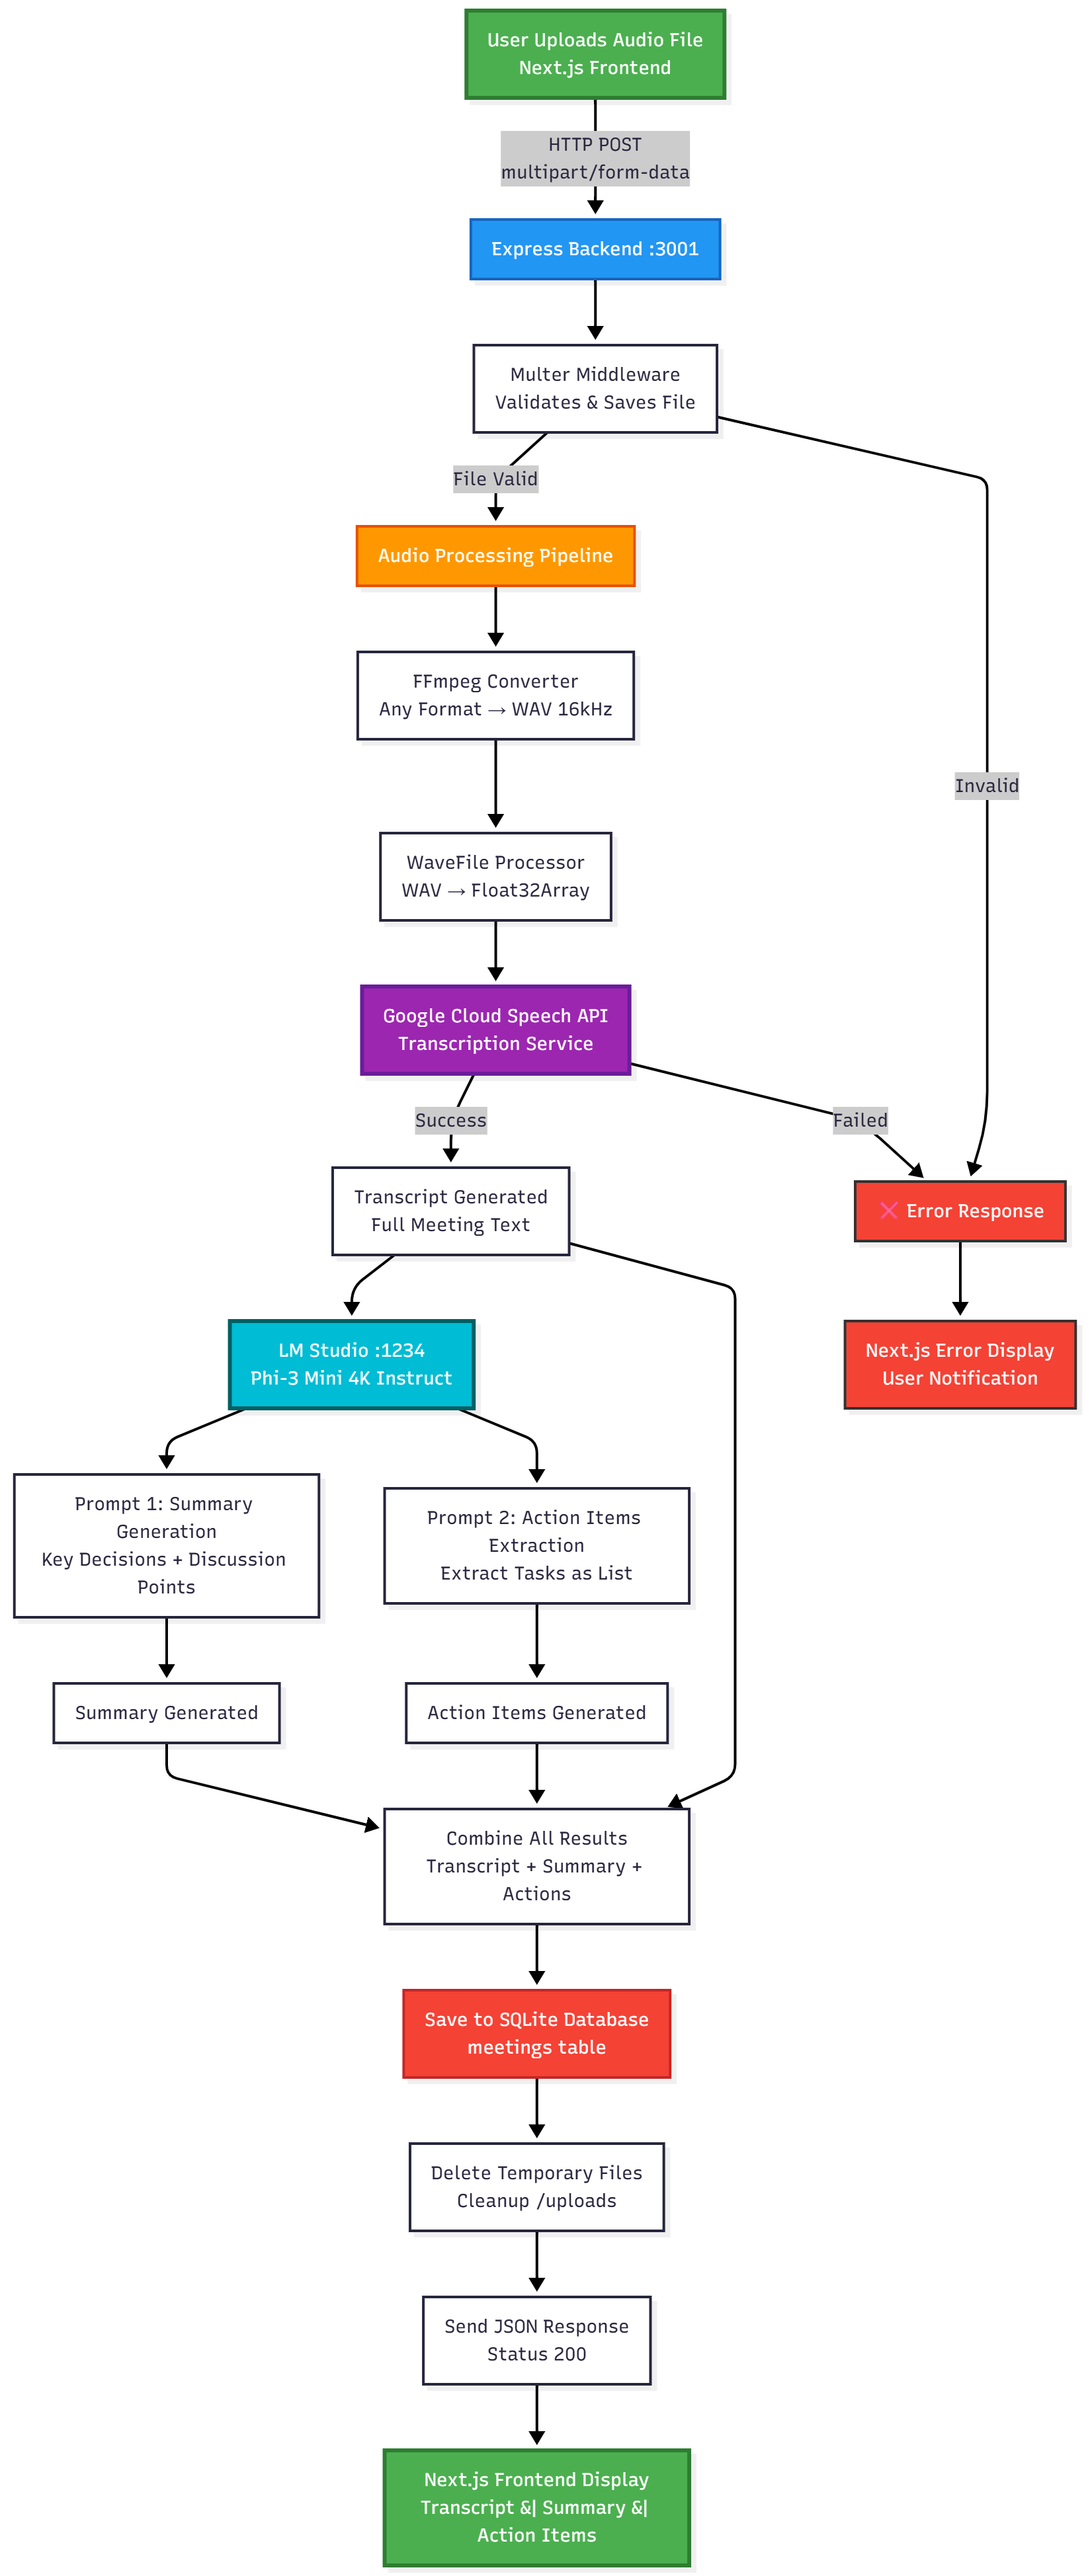 User Uploads Audio File
Next.js Frontend
HTTP POST
multipart/form-data
Express Backend :3001
Multer Middleware
Validates & Saves File
File Valid
Audio Processing Pipeline
FFmpeg Converter
Any Format → WAV 16kHz
Invalid
WaveFile Processor
WAV → Float32Array
Google Cloud Speech API
Transcription Service
Success
Failed
Transcript Generated
Full Meeting Text
❌ Error Response
LM Studio :1234
Phi-3 Mini 4K Instruct
Next.js Error Display
User Notification
Prompt 1: Summary
Generation
Key Decisions + Discussion
Points
Prompt 2: Action Items
Extraction
Extract Tasks as List
Summary Generated
Action Items Generated
Combine All Results
Transcript + Summary +
Actions
Save to SQLite Database
meetings table
Delete Temporary Files
Cleanup /uploads
Send JSON Response
Status 200
Next.js Frontend Display
Transcript &| Summary &|
Action Items